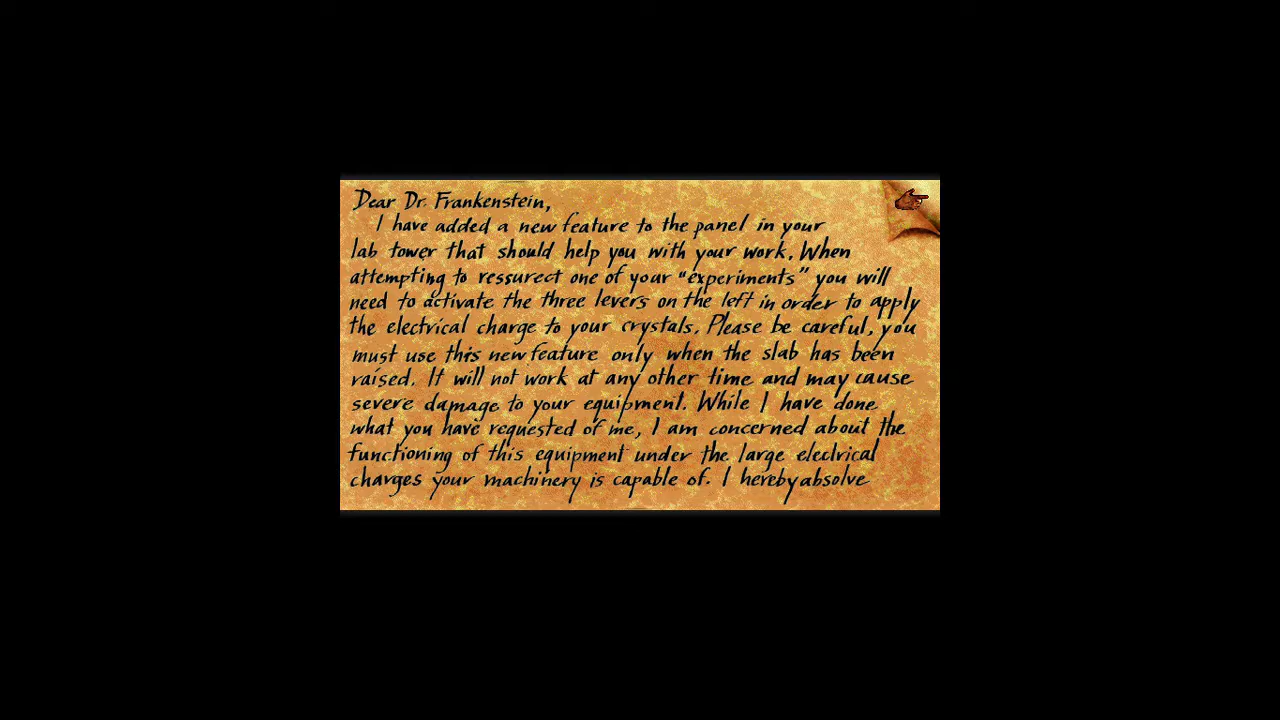 Dear Dr. Frankenstein,
I have added a new feature to the panel in your
lab tower that should help you with your work. When
attempting to ressurect one of your "experiments" you will
need to activate the three levers on the left in order to apply
the electrical charge to your crystals. Please be careful, you
must use this new feature only when the slab has been
raised. It will not work at any other time and may cause
severe damage to your equipment. While I have done
what you have requested of me, I am concerned about the
functioning of this equipment under the large electrical
charges your machinery is capable of. I hereby absolve